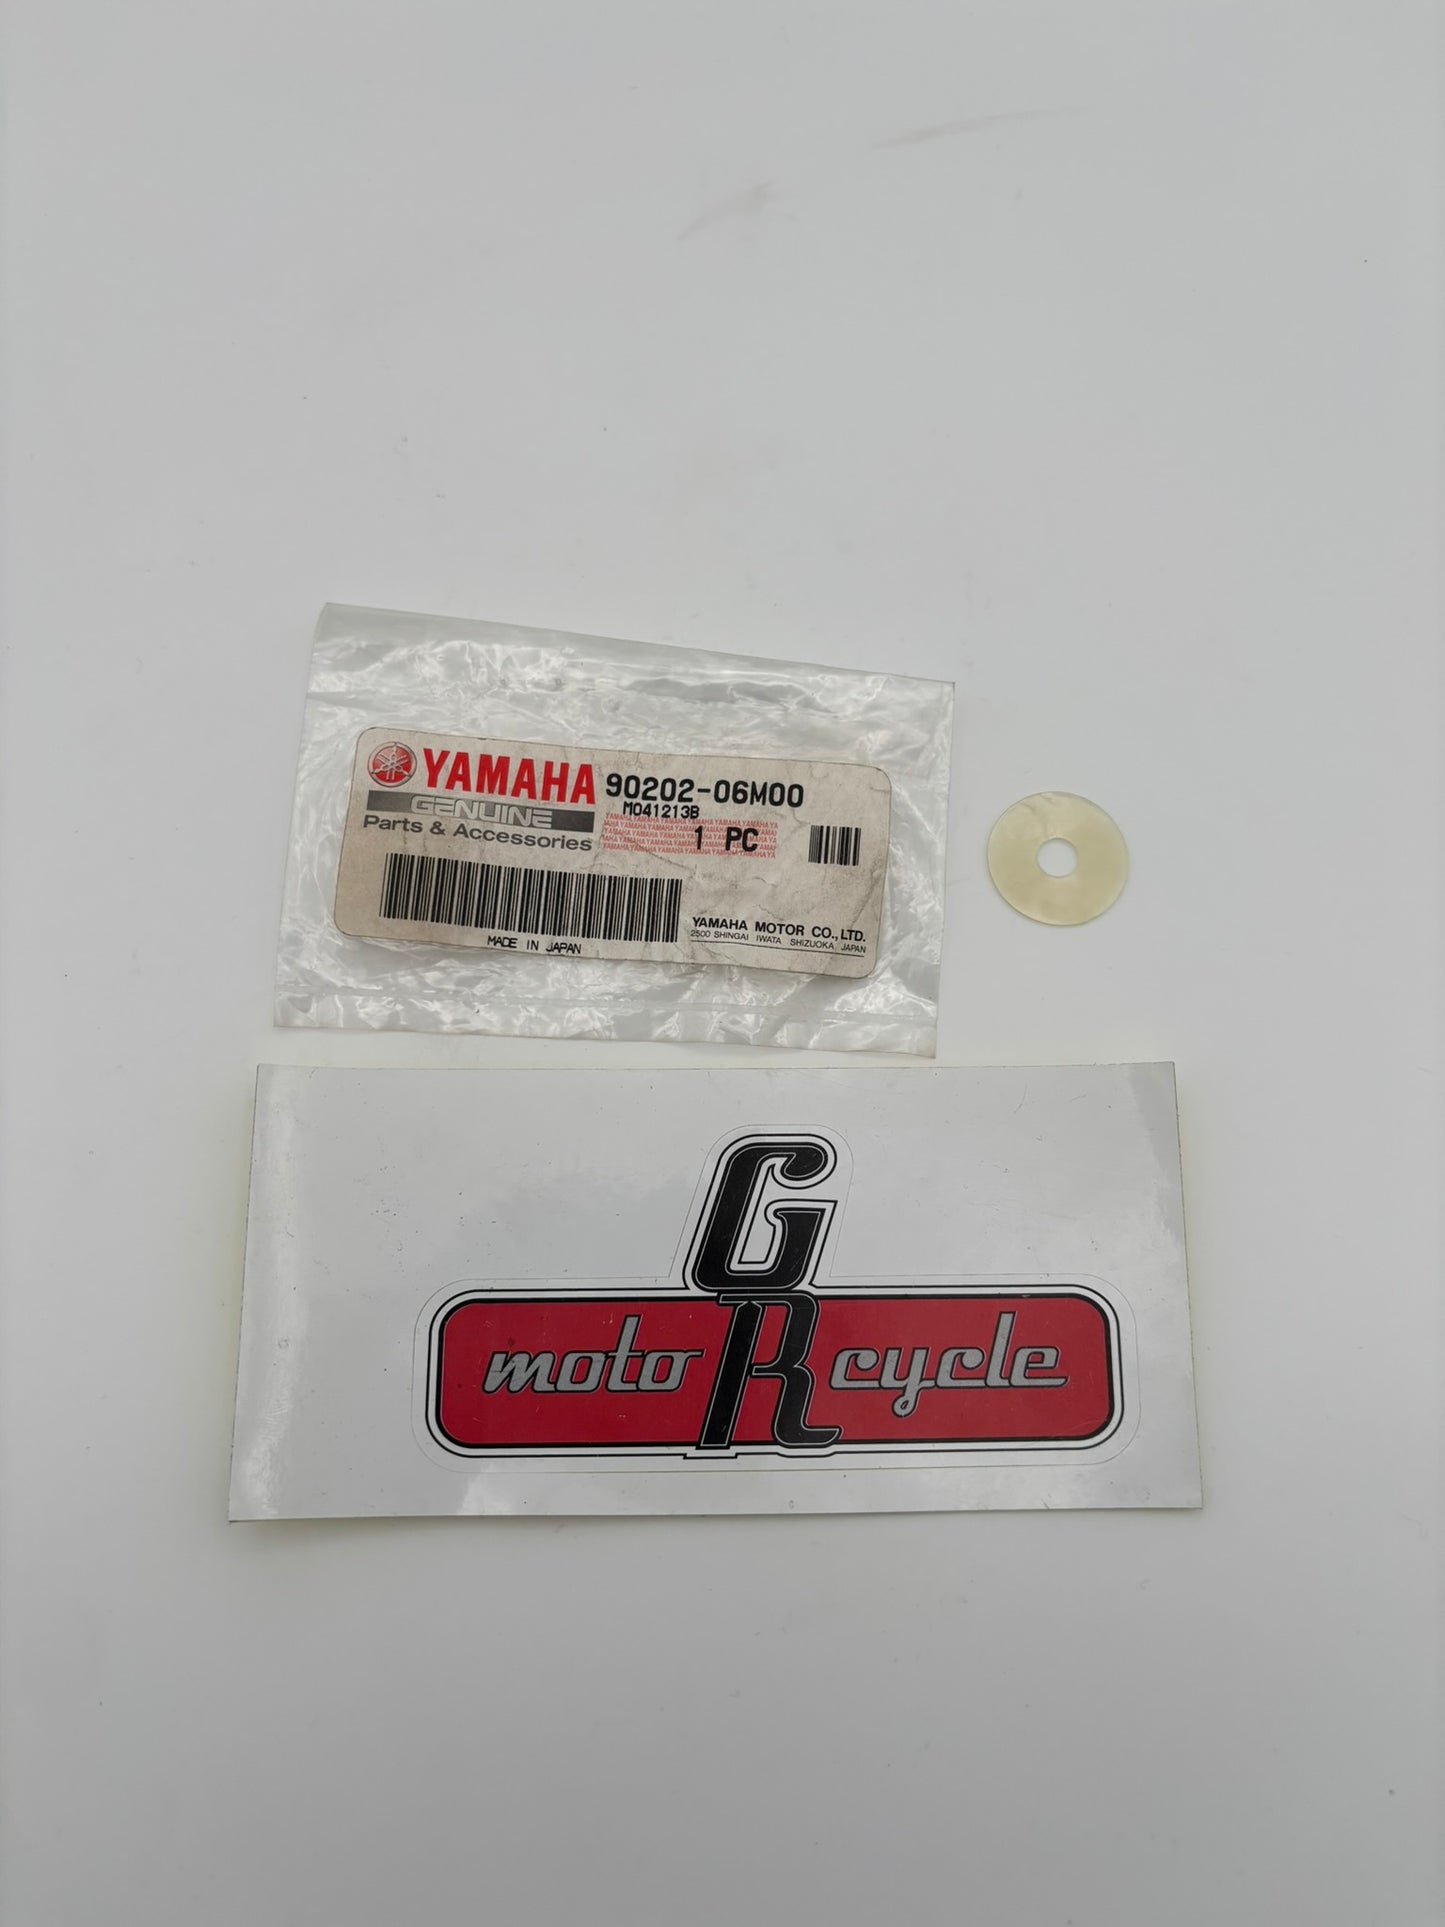 YAMAHA 90202-06M00
GENUINE M041213B
Parts & Accessories 1 PC
YAMAHA MOTOR CO., LTD.
2500 SHINGAI IWATA SHIZUOKA JAPAN
MADE IN JAPAN
G
moto R cycle